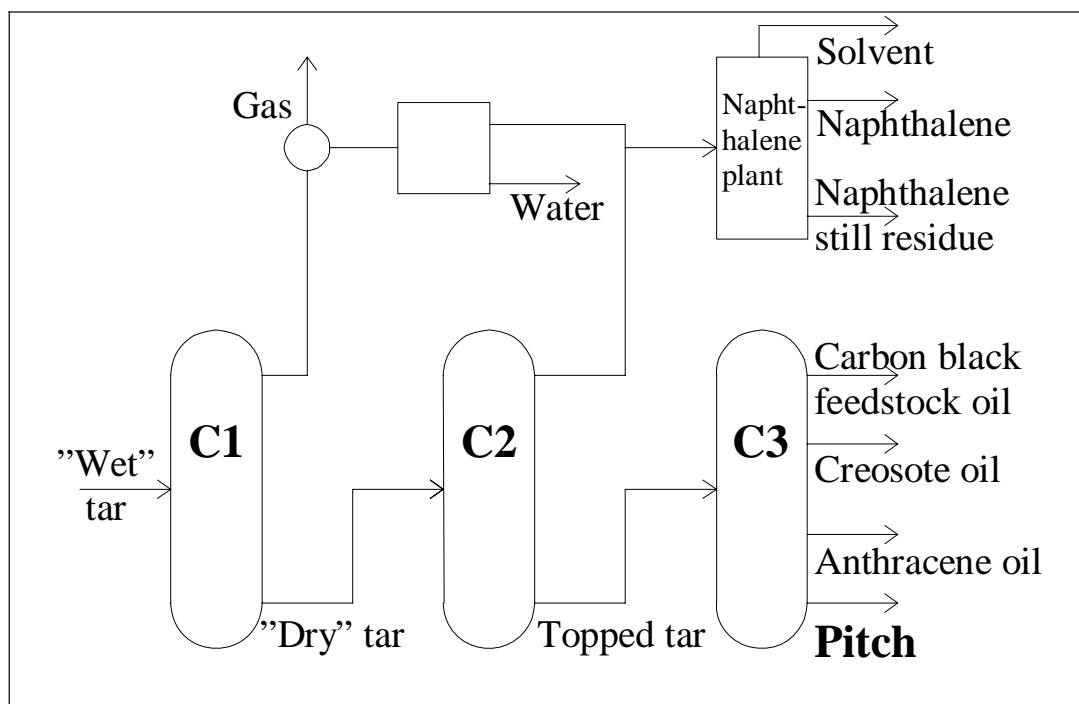 Solvent
Gas
Napht-
halene
plant
Naphthalene
Water
Naphthalene
still residue
Carbon black
feedstock oil
C1
C2
C3
”Wet”
tar
Creosote oil
Anthracene oil
”Dry” tar
Topped tar
Pitch